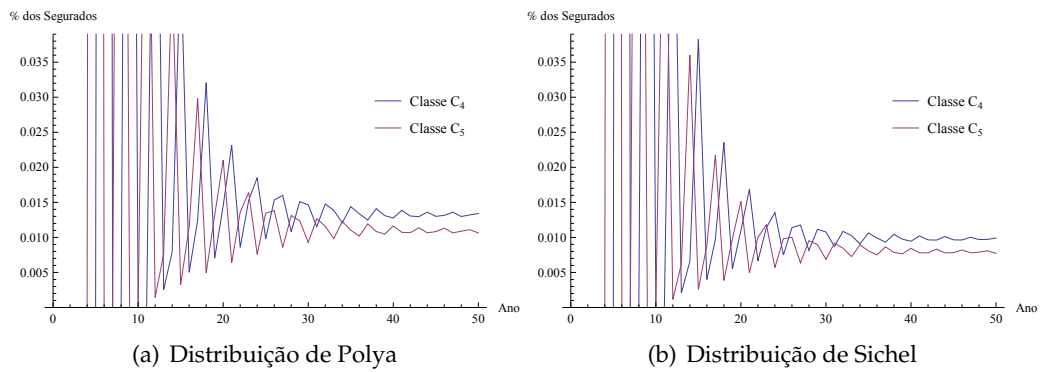 % dos Segurados
0.035
0.030
0.025
0.020
0.015
0.010
0.005
0
10
20
30
40
50
Ano
Classe C4
Classe C5
(a) Distribuição de Polya
% dos Segurados
0.035
0.030
0.025
0.020
0.015
0.010
0.005
0
10
20
30
40
50
Ano
Classe C4
Classe C5
(b) Distribuição de Sichel